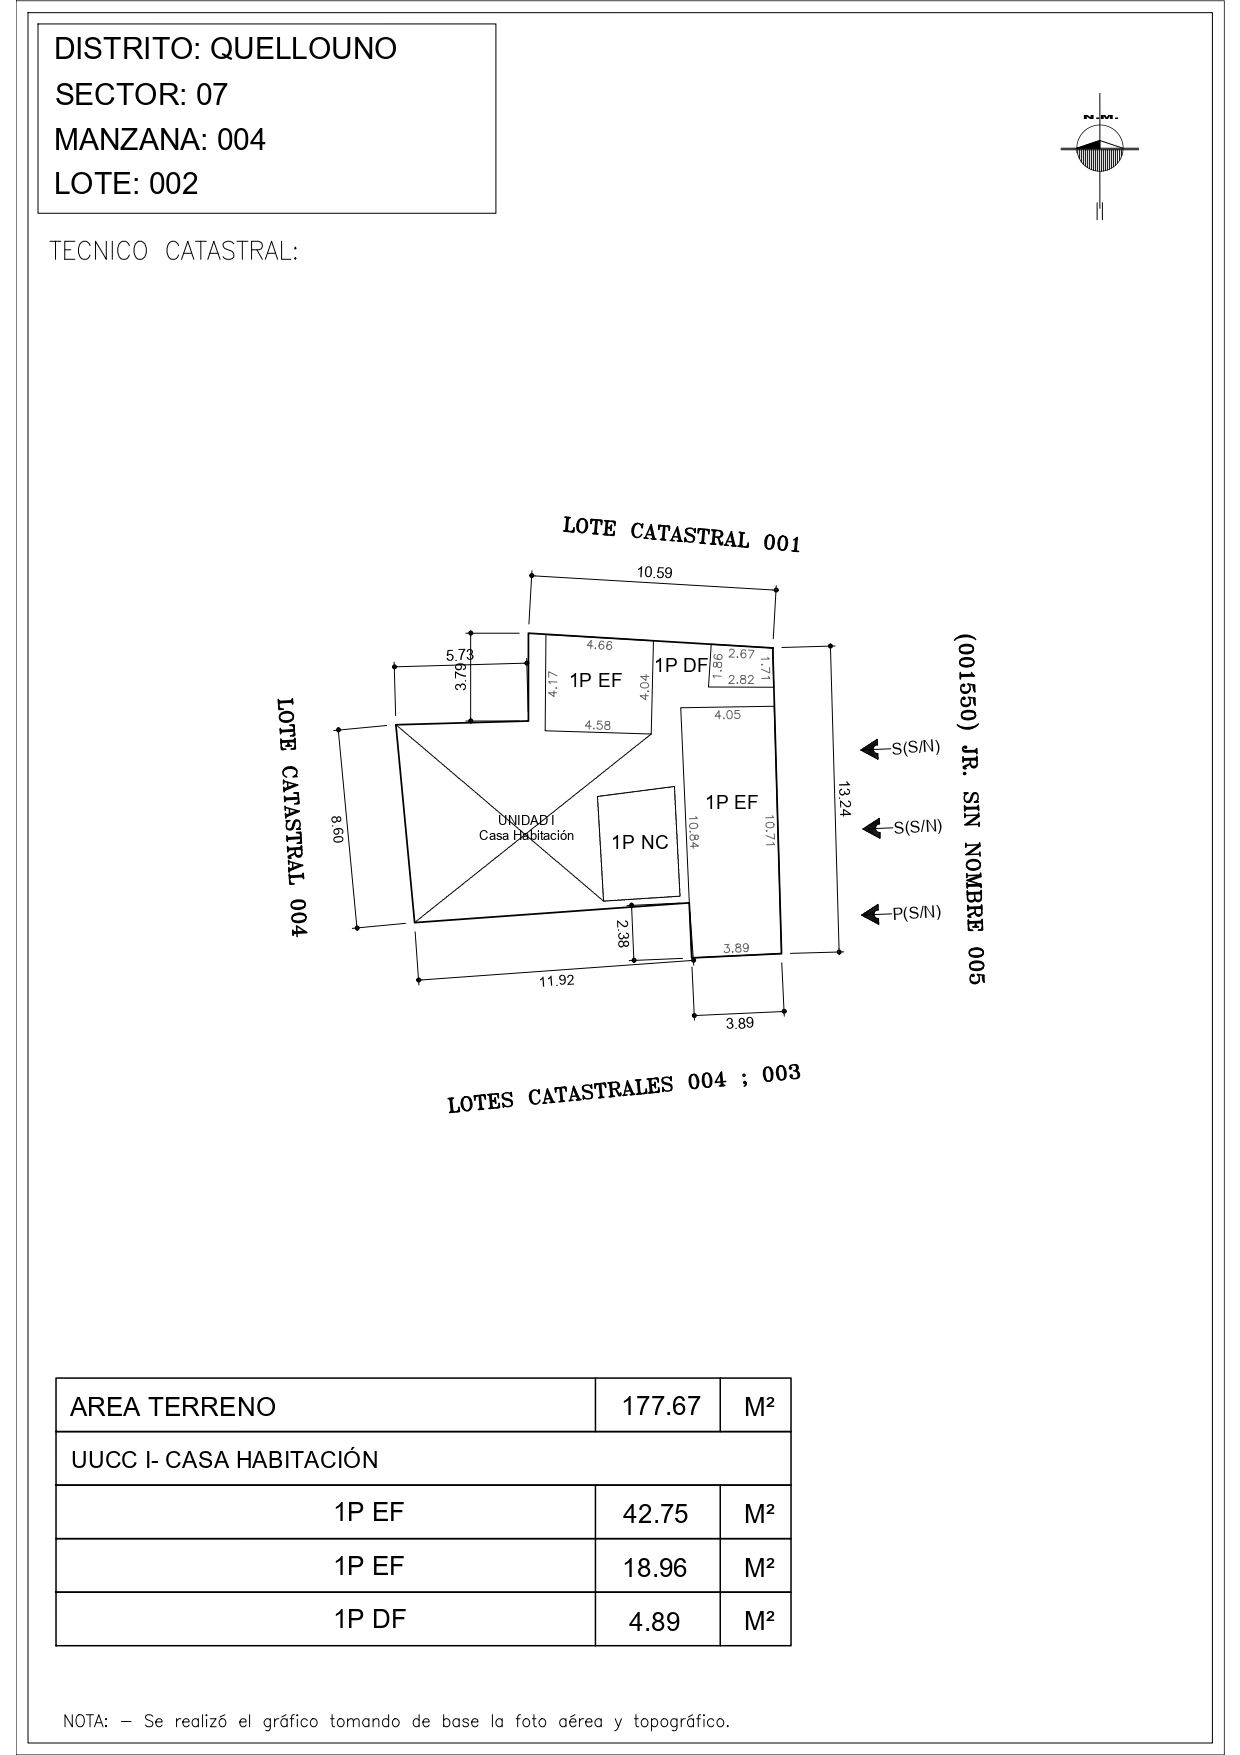 DISTRITO: QUELLOUNO
SECTOR: 07
MANZANA: 004
LOTE: 002
N.M.
TECNICO CATASTRAL:
LOTE CATASTRAL 001
10.59
5.73
3.79
4.66
4.17
1P EF
4.04
4.58
1P DF
1.86
2.67
1.71
2.82
4.05
LOTE CATASTRAL 004
8.60
UNIDAD I
Casa Habitación
1P NC
1P EF
10.84
10.71
13.24
S(S/N)
S(S/N)
P(S/N)
(001550) JR. SIN NOMBRE 005
2.38
3.89
11.92
3.89
LOTES CATASTRALES 004 ; 003
AREA TERRENO 177.67 M²
UUCC I- CASA HABITACIÓN
1P EF 42.75 M²
1P EF 18.96 M²
1P DF 4.89 M²
NOTA: – Se realizó el gráfico tomando de base la foto aérea y topográfico.